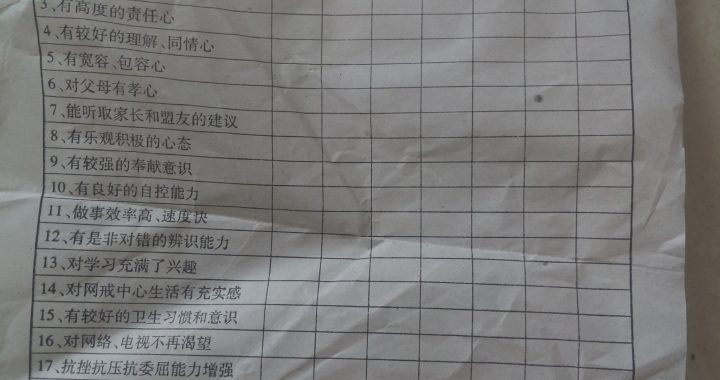 3、有高度的责任心
4、有较好的理解、同情心
5、有宽容、包容心
6、对父母有孝心
7、能听取家长和盟友的建议
8、有乐观积极的心态
9、有较强的奉献意识
10、有良好的自控能力
11、做事效率高、速度快
12、有是非对错的辨识能力
13、对学习充满了兴趣
14、对网戒中心生活有充实感
15、有较好的卫生习惯和意识
16、对网络、电视不再渴望
17、抗挫抗压抗委屈能力增强